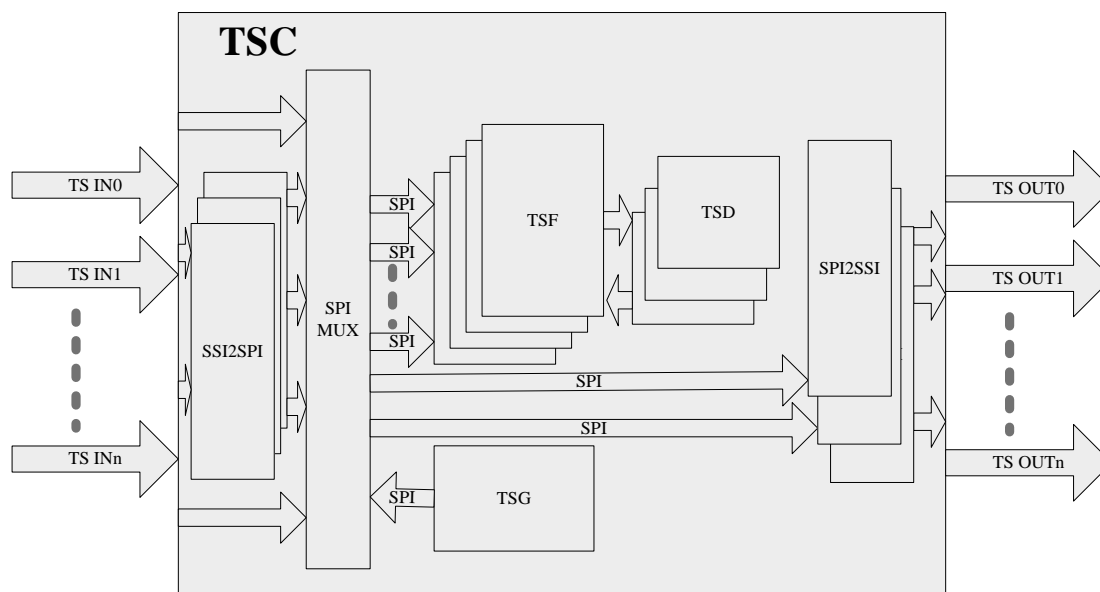 TSC
TS IN0
TS IN1
TS INn
SSI2SPI
SPI
MUX
SPI
SPI
SPI
SPI
SPI
SPI
TSF
TSD
TSG
SPI2SSI
TS OUT0
TS OUT1
TS OUTn